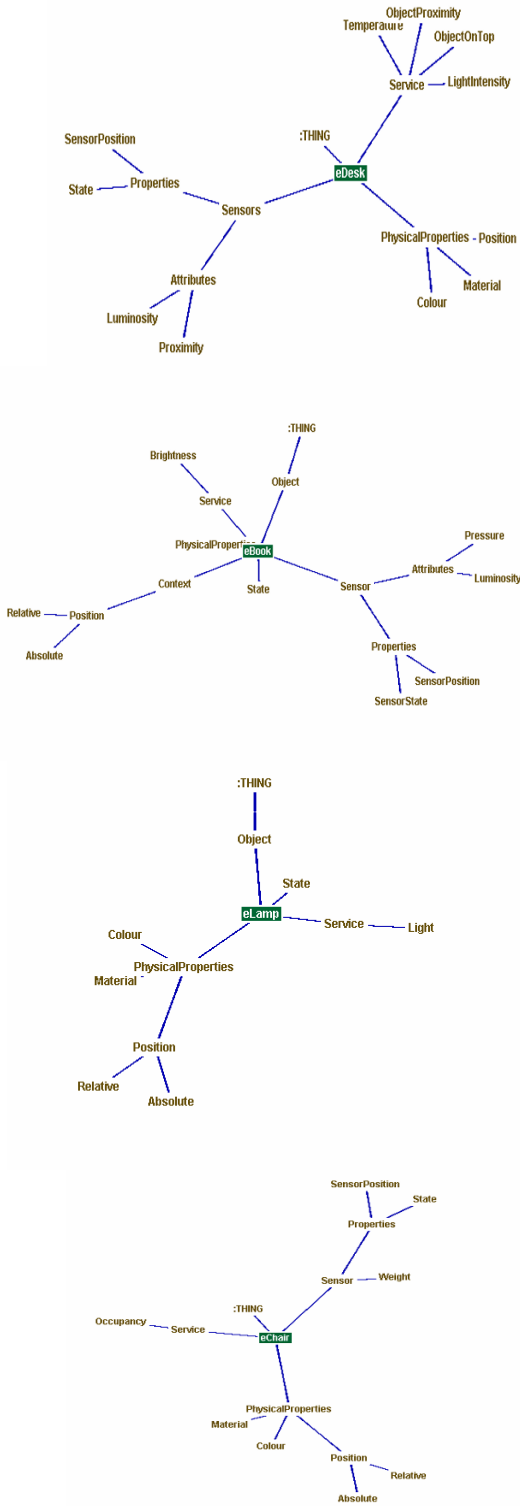 ObjectProximity
Temperature
ObjectOnTop
Service
LightIntensity
:THING
SensorPosition
eDesk
State
Properties
Sensors
PhysicalProperties
Position
Attributes
Material
Colour
Luminosity
Proximity
:THING
Brightness
Object
Service
PhysicalProperties
eBook
Pressure
Attributes
Luminosity
Context
State
Sensor
Relative
Position
Absolute
Properties
SensorPosition
SensorState
:THING
Object
State
eLamp
Service
Light
Colour
PhysicalProperties
Material
Position
Relative
Absolute
SensorPosition
State
Properties
Sensor
Weight
:THING
Occupancy
Service
eChair
PhysicalProperties
Material
Colour
Position
Relative
Absolute